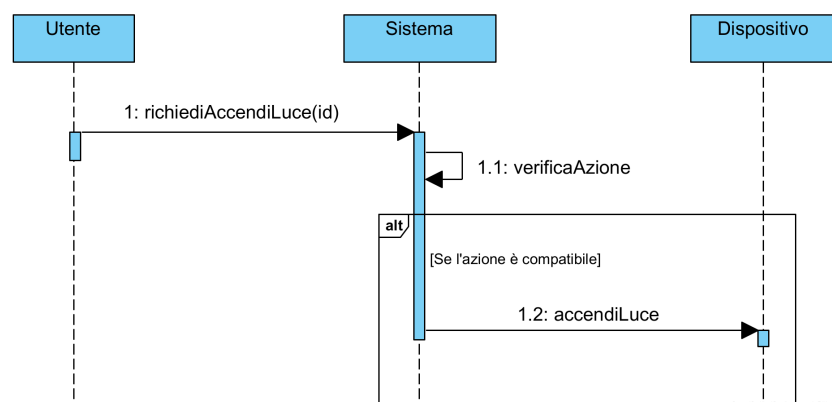 Utente
Sistema
Dispositivo
1: richiediAccendiLuce(id)
1.1: verificaAzione
alt
[Se l'azione è compatibile]
1.2: accendiLuce